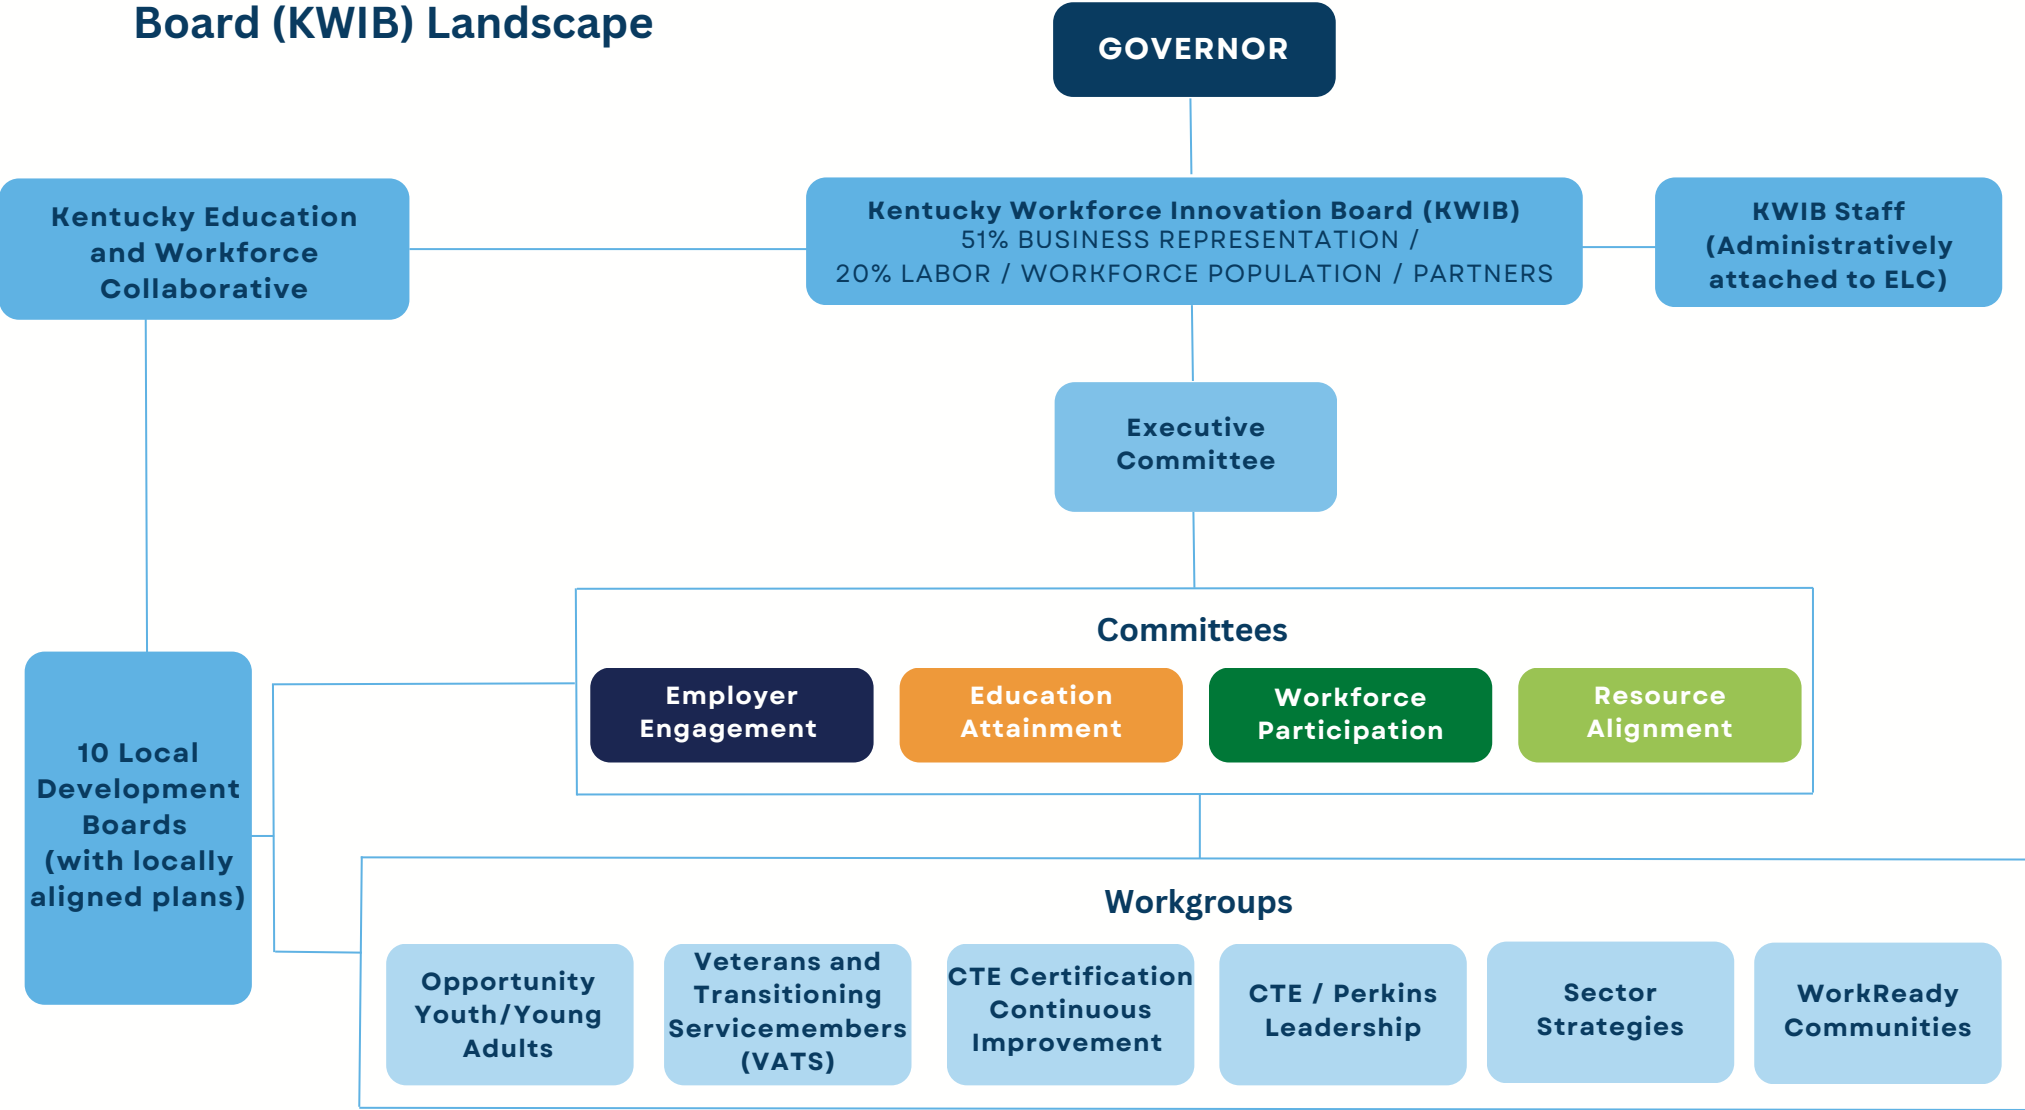 Board (KWIB) Landscape
GOVERNOR
Kentucky Education
and Workforce
Collaborative
Kentucky Workforce Innovation Board (KWIB)
51% BUSINESS REPRESENTATION /
20% LABOR / WORKFORCE POPULATION / PARTNERS
KWIB Staff
(Administratively
attached to ELC)
Executive
Committee
Committees
Employer
Engagement
Education
Attainment
Workforce
Participation
Resource
Alignment
10 Local
Development
Boards
(with locally
aligned plans)
Workgroups
Opportunity
Youth/Young
Adults
Veterans and
Transitioning
Servicemembers
(VATS)
CTE Certification
Continuous
Improvement
CTE / Perkins
Leadership
Sector
Strategies
WorkReady
Communities